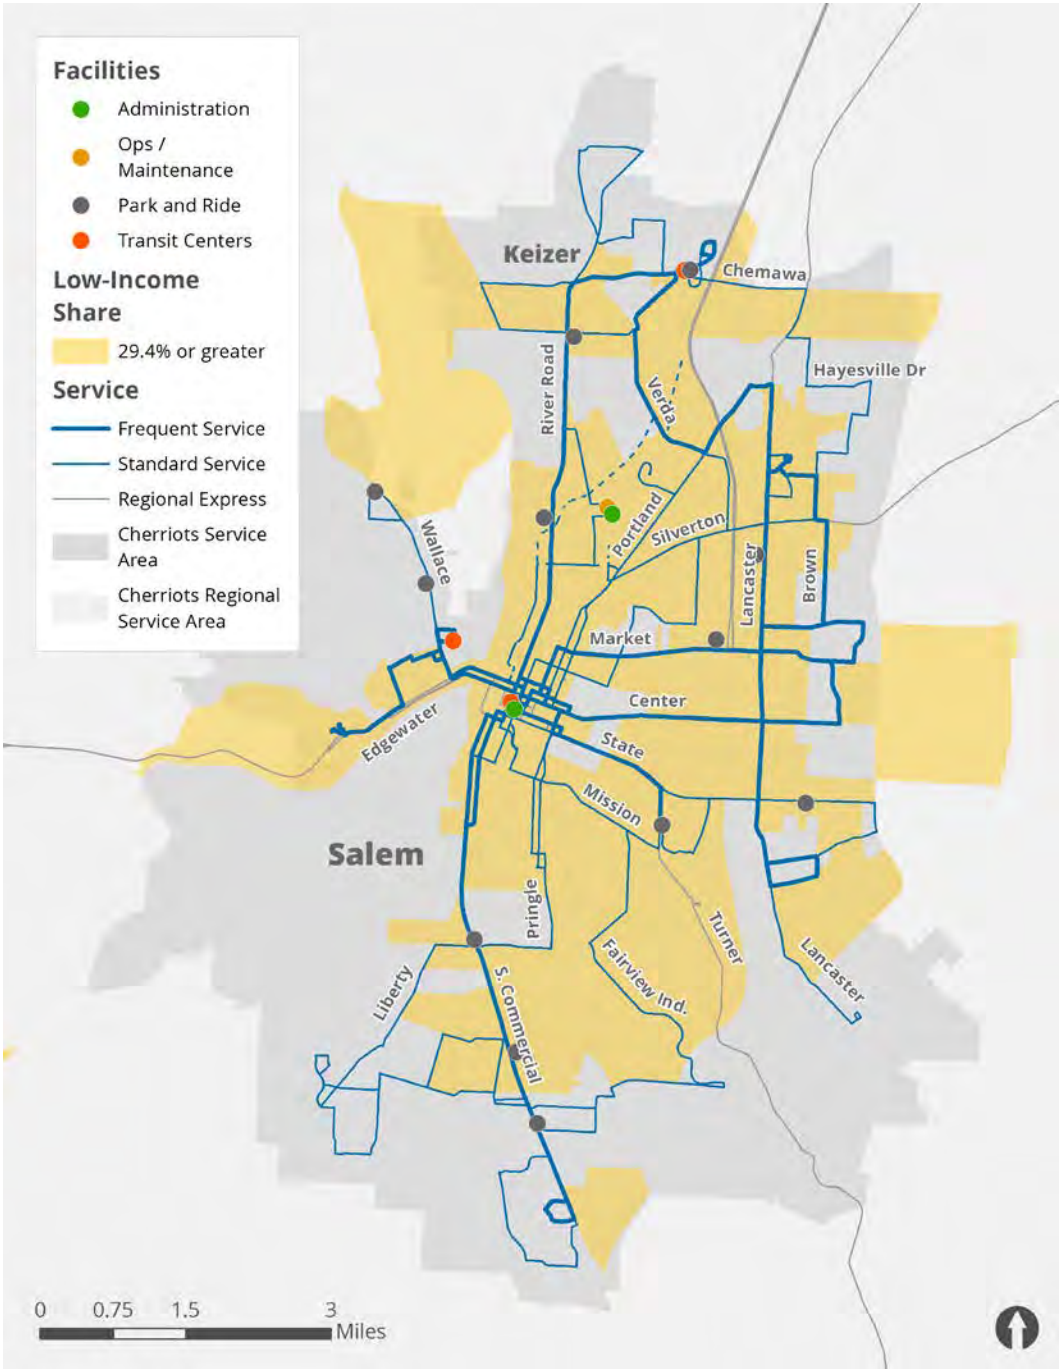 Facilities
Administration
Ops /
Maintenance
Park and Ride
Transit Centers
Low-Income
Share
29.4% or greater
Service
Frequent Service
Standard Service
Regional Express
Cherriots Service
Area
Cherriots Regional
Service Area
Keizer
Chemawa
Hayesville Dr
River Road
Verda
Portland
Silverton
Wallace
Lancaster
Brown
Market
Center
Edgewater
State
Mission
Salem
Pringle
Turner
Fairview Ind.
Lancaster
Liberty
S. Commercial
0 0.75 1.5 3
Miles